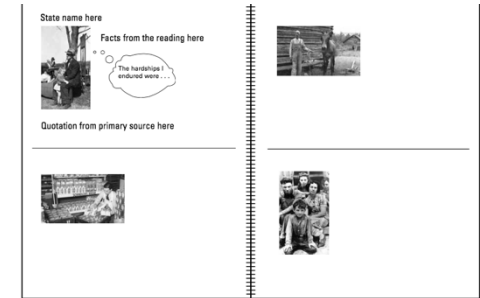 State name here
Facts from the reading here
The hardships I
endured were . . .
Quotation from primary source here